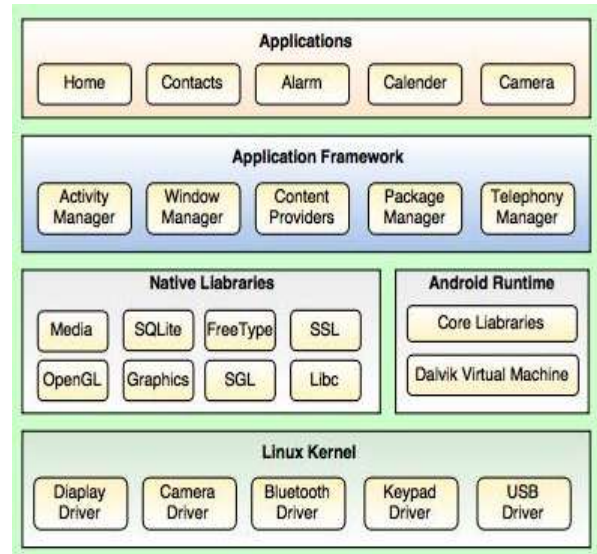 Applications
Home Contacts Alarm Calender Camera
Application Framework
Activity Manager
Window Manager
Content Providers
Package Manager
Telephony Manager
Native Liabraries
Media SQLite FreeType SSL
OpenGL Graphics SGL Libc
Android Runtime
Core Liabraries
Dalvik Virtual Machine
Linux Kernel
Diaplay Driver
Camera Driver
Bluetooth Driver
Keypad Driver
USB Driver